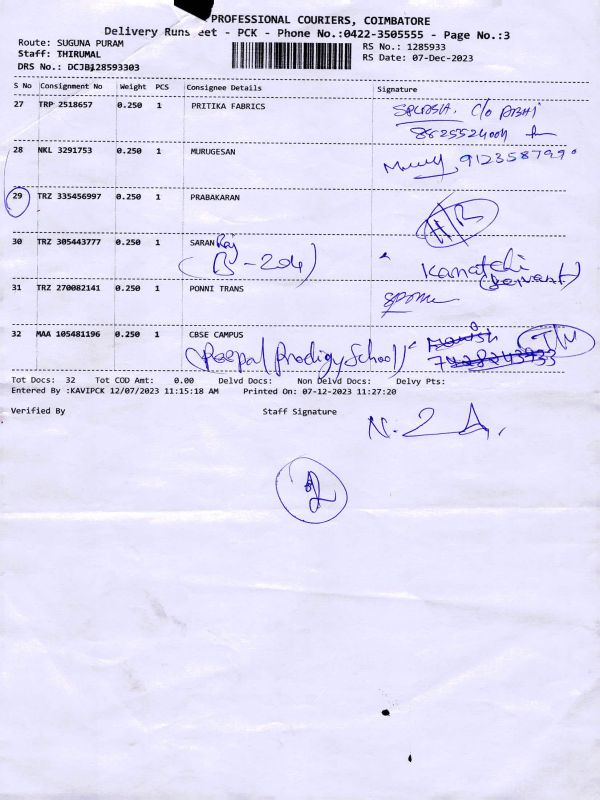 PROFESSIONAL COURIERS, COIMBATORE
Delivery Runs eet - PCK - Phone No.:0422-3505555 - Page No.:3
Route: SUGUNA PURAM
RS No.: 1285933
Staff: THIRUMAL
RS Date: 07-Dec-2023
DRS No.: DCJB128593303
S No Consignment No Weight PCS Consignee Details Signature
27 TRP 2518657 0.250 1 PRITIKA FABRICS
C/o ABHI
8825524004
28 NKL 3291753 0.250 1 MURUGESAN
912358799
29 TRZ 335456997 0.250 1 PRABAKARAN
30 TRZ 305443777 0.250 1 SARAN Raj
(B-204)
Kamatchi
(servant)
31 TRZ 270082141 0.250 1 PONNI TRANS
32 MAA 105481196 0.250 1 CBSE CAMPUS
(Peepal Prodigy School)
Tot Docs: 32 Tot COD Amt: 0.00 Delvd Docs: Non Delvd Docs: Delvy Pts:
Entered By :KAVIPCK 12/07/2023 11:15:18 AM Printed On: 07-12-2023 11:27:20
Verified By Staff Signature